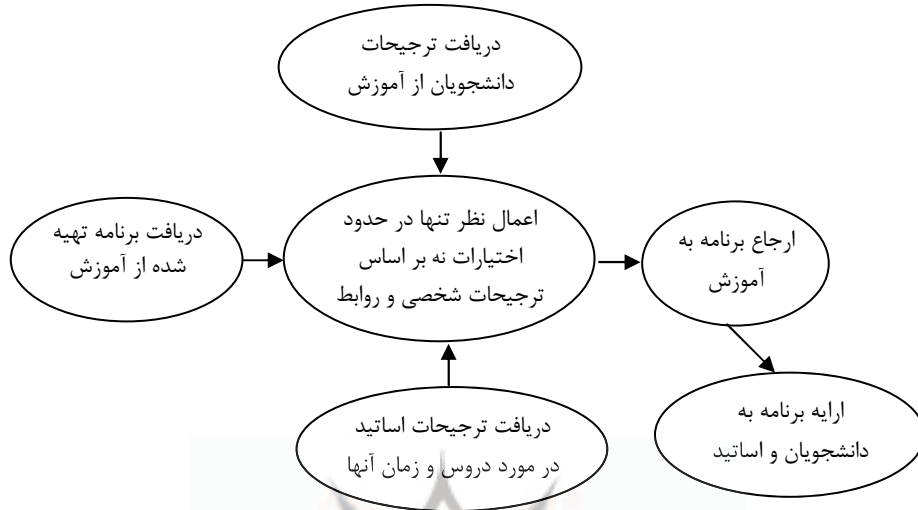 دریافت ترجیحات
دانشجویان از آموزش
اعمال نظر تنها در حدود
اختیارات نه بر اساس
ترجیحات شخصی و روابط
دریافت برنامه تهیه
شده از آموزش
ارجاع برنامه به
آموزش
دریافت ترجیحات اساتید
در مورد دروس و زمان آنها
ارایه برنامه به
دانشجویان و اساتید